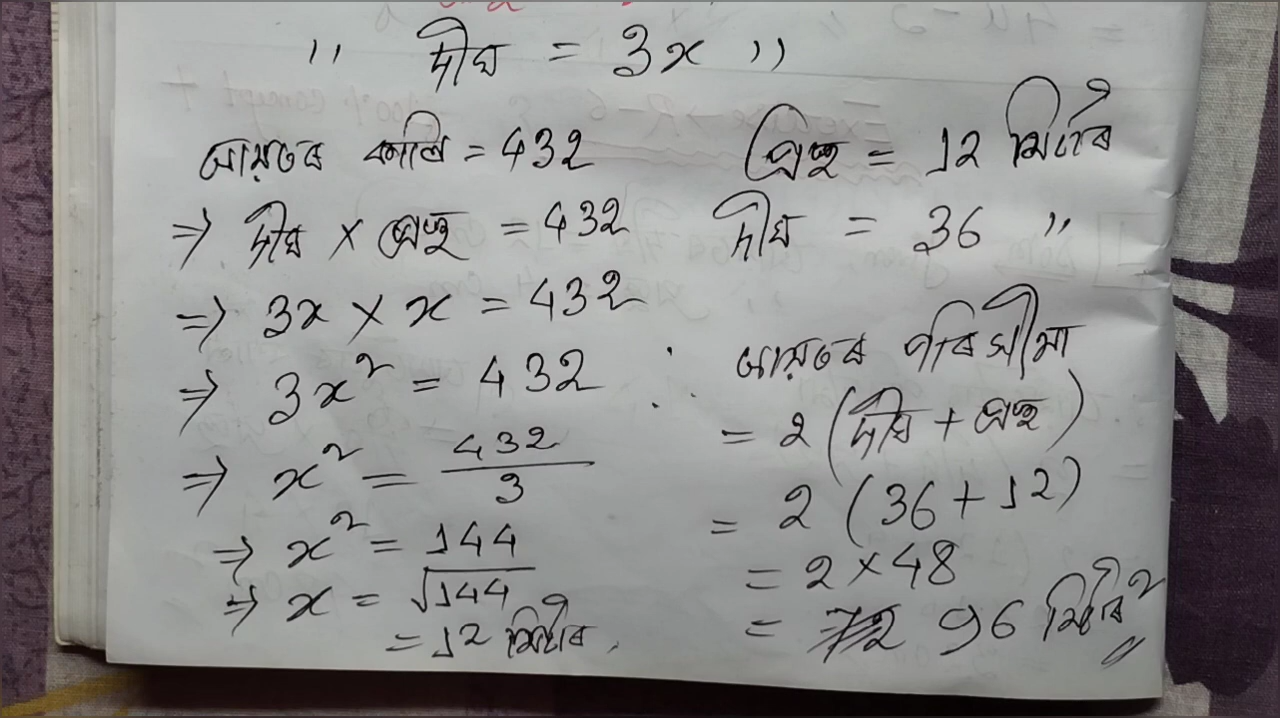 " দীঘ = 3x "
আয়তৰ কালি = 432
⇒ দীঘ × প্ৰস্থ = 432
⇒ 3x × x = 432
⇒ 3x² = 432
⇒ x² = 432/3
⇒ x² = 144
⇒ x = √144
= 12 মিটাৰ
প্ৰস্থ = 12 মিটাৰ
দীঘ = 36 "
∴ আয়তৰ পৰিসীমা
= 2 (দীঘ + প্ৰস্থ)
= 2 (36 + 12)
= 2 × 48
= 96 মিটাৰ²